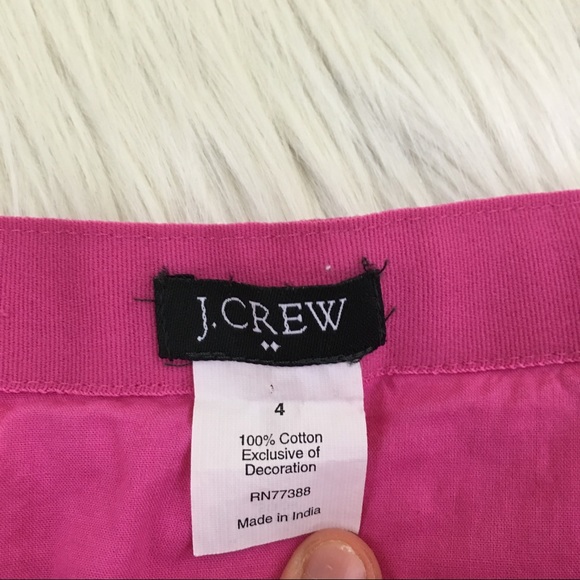 J.CREW
4
100% Cotton
Exclusive of
Decoration
RN77388
Made in India